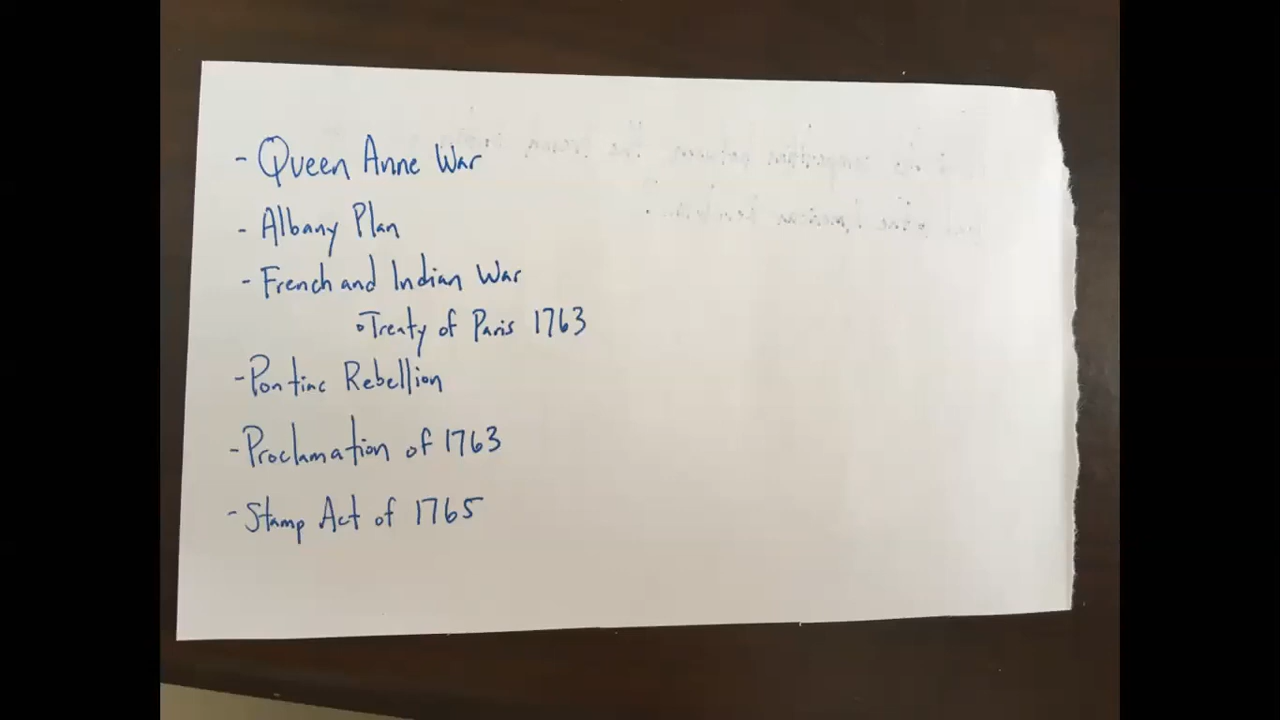 - Queen Anne War
- Albany Plan
- French and Indian War
◦ Treaty of Paris 1763
- Pontiac Rebellion
- Proclamation of 1763
- Stamp Act of 1765